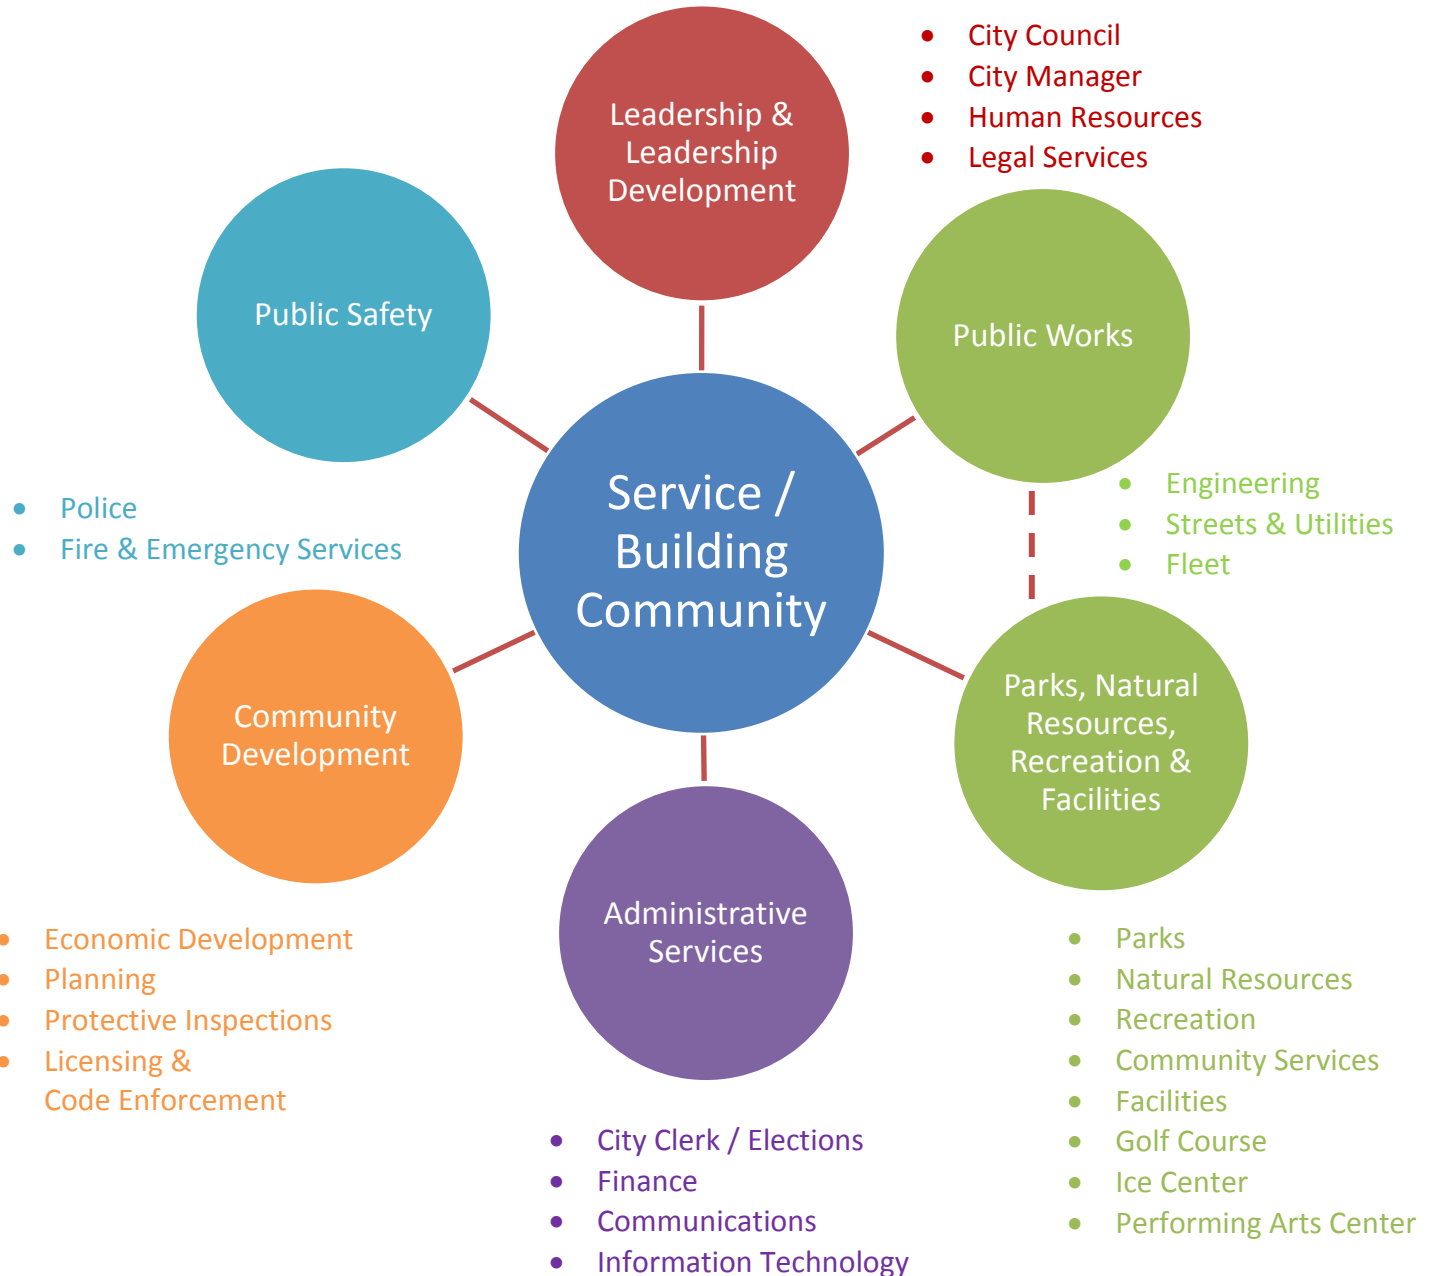 Leadership &
Leadership
Development
• City Council
• City Manager
• Human Resources
• Legal Services
Public Safety
Public Works
• Police
• Fire & Emergency Services
Service /
Building
Community
• Engineering
• Streets & Utilities
• Fleet
Community
Development
Parks, Natural
Resources,
Recreation &
Facilities
Administrative
Services
• Economic Development
• Planning
• Protective Inspections
• Licensing &
Code Enforcement
• City Clerk / Elections
• Finance
• Communications
• Information Technology
• Parks
• Natural Resources
• Recreation
• Community Services
• Facilities
• Golf Course
• Ice Center
• Performing Arts Center